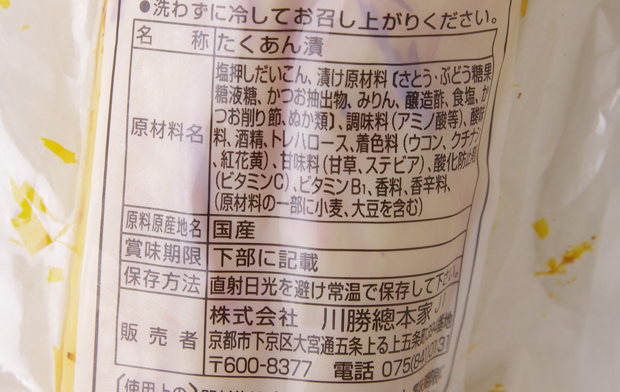 ●洗わずに冷してお召し上がりください。
名 称 たくあん漬
原材料名 塩押しだいこん、漬け原材料〔さとう・ぶどう糖果
糖液糖、かつお抽出物、みりん、醸造酢、食塩、か
つお削り節、ぬか類〕、調味料(アミノ酸等)、酸味
料、酒精、トレハロース、着色料(ウコン、クチナシ
、紅花黄)、甘味料(甘草、ステビア)、酸化防止剤
(ビタミンC)、ビタミンB₁、香料、香辛料、
(原材料の一部に小麦、大豆を含む)
原料原産地名 国産
賞味期限 下部に記載
保存方法 直射日光を避け常温で保存して下さい。
販売者 株式会社 川勝總本家
京都市下京区大宮通五条上る上五条町
〒600-8377 電話 075(841)
【使用上の